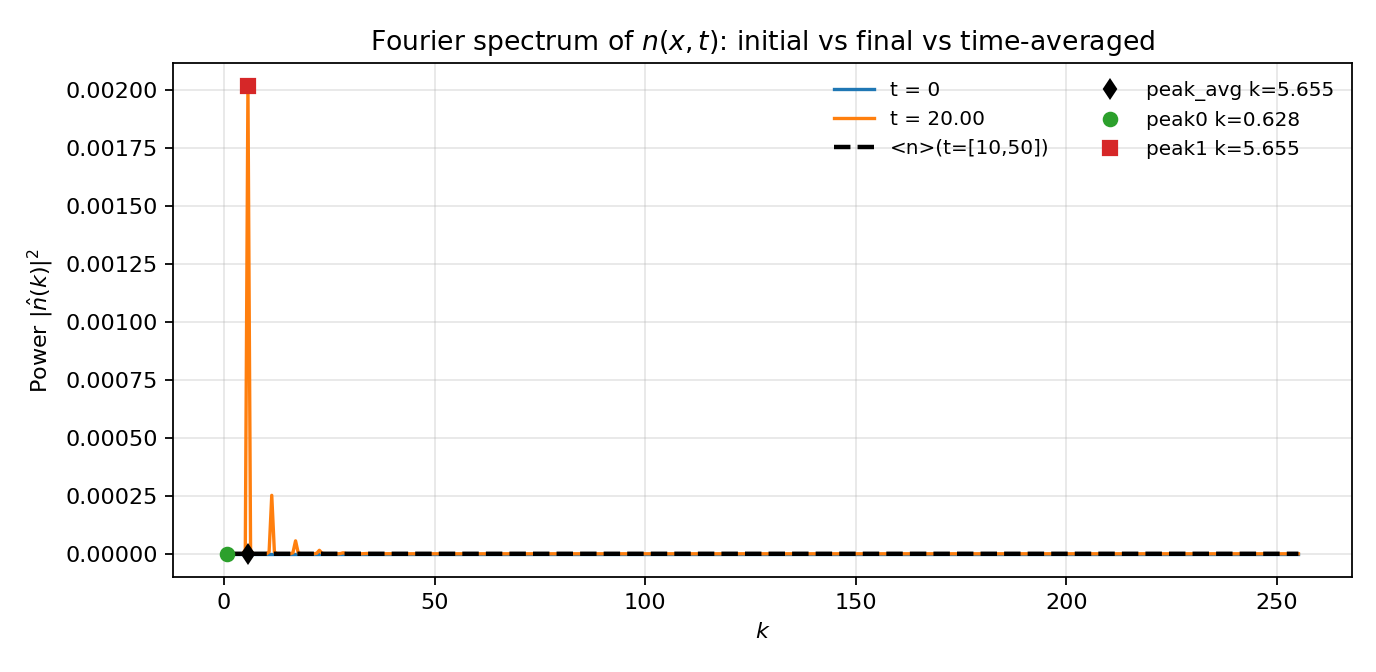 Fourier spectrum of n(x, t): initial vs final vs time-averaged
Power |n̂(k)|²
0.00200
0.00175
0.00150
0.00125
0.00100
0.00075
0.00050
0.00025
0.00000
t = 0
t = 20.00
<n>(t=[10,50])
peak_avg k=5.655
peak0 k=0.628
peak1 k=5.655
0 50 100 150 200 250
k